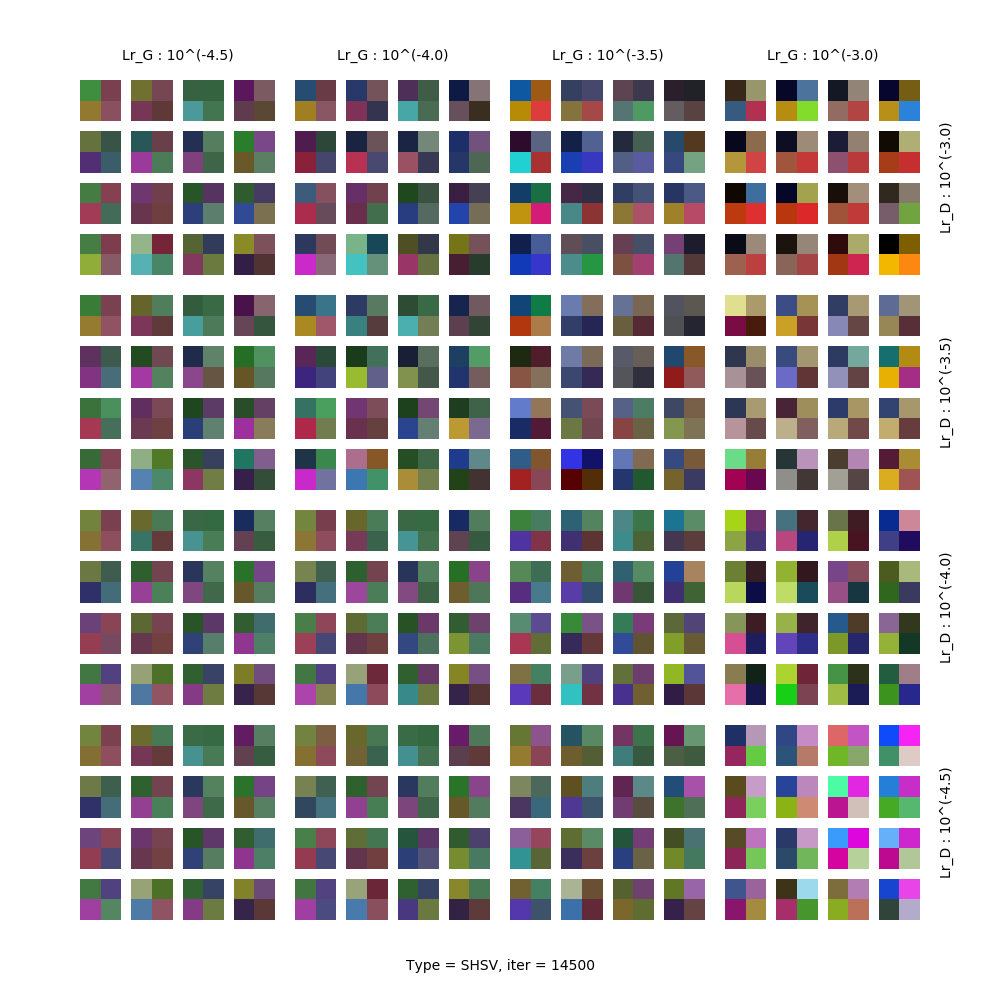 Lr_G : 10^(-4.5)
Lr_G : 10^(-4.0)
Lr_G : 10^(-3.5)
Lr_G : 10^(-3.0)
Lr_D : 10^(-3.0)
Lr_D : 10^(-3.5)
Lr_D : 10^(-4.0)
Lr_D : 10^(-4.5)
Type = SHSV, iter = 14500